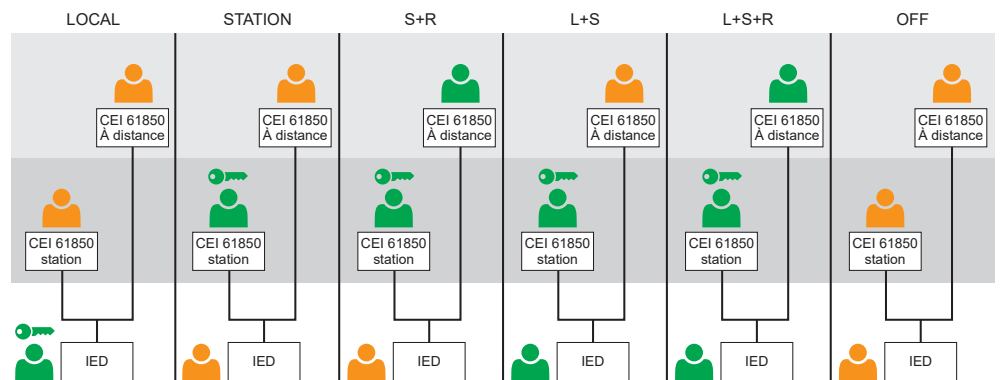 LOCAL STATION S+R L+S L+S+R OFF
CEI 61850 CEI 61850 CEI 61850 CEI 61850 CEI 61850 CEI 61850
À distance À distance À distance À distance À distance À distance
CEI 61850 CEI 61850 CEI 61850 CEI 61850 CEI 61850 CEI 61850
station station station station station station
IED IED IED IED IED IED